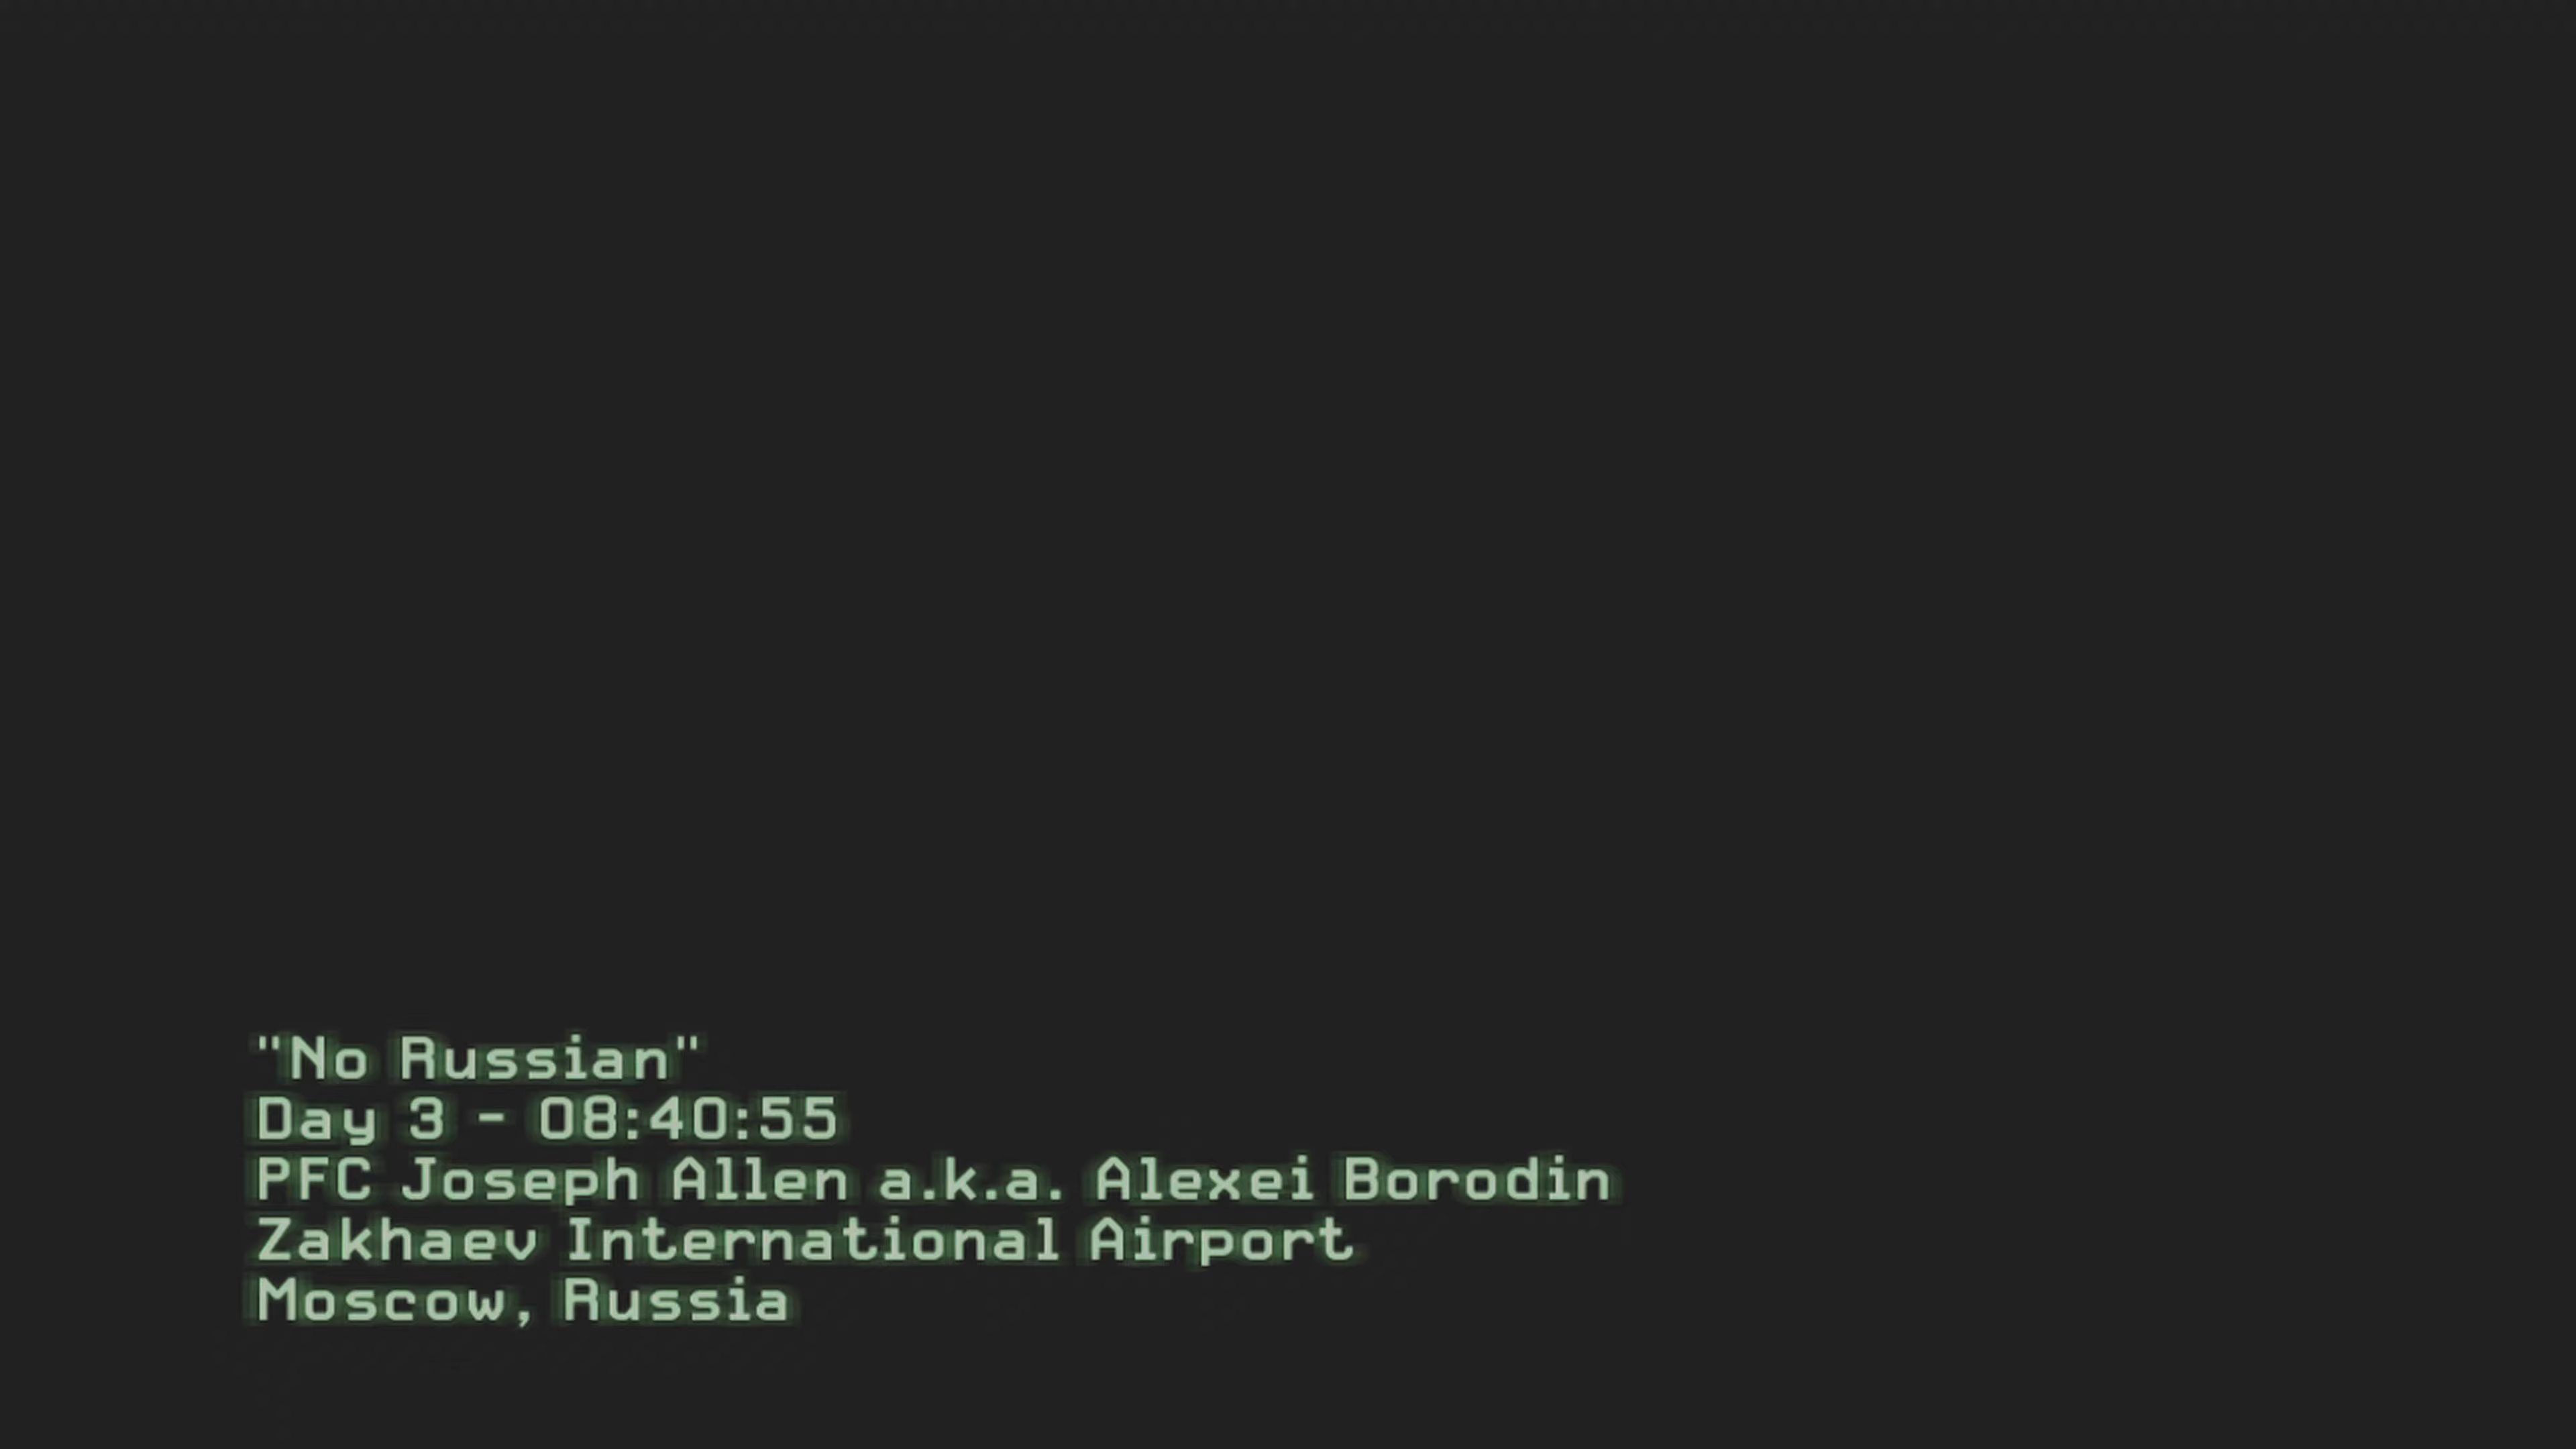 "No Russian"
Day 3 - 08:40:55
PFC Joseph Allen a.k.a. Alexei Borodin
Zakhaev International Airport
Moscow, Russia